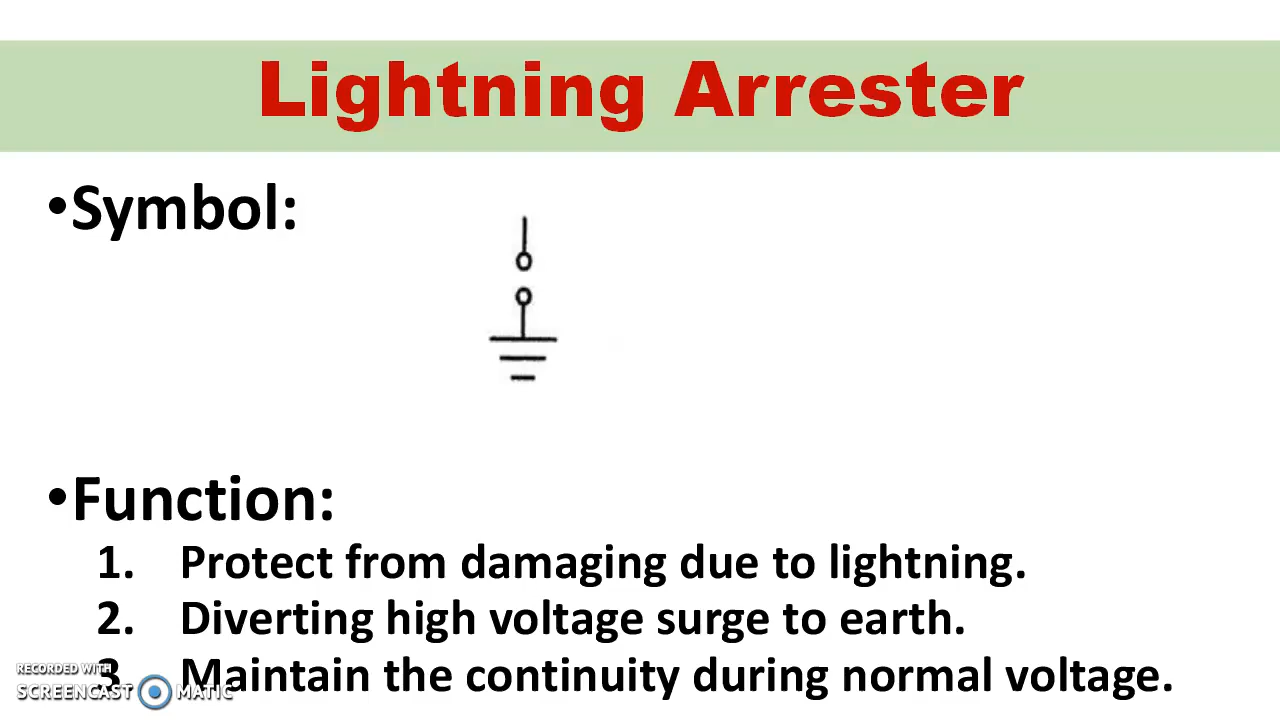 Lightning Arrester
•Symbol:
•Function:
1. Protect from damaging due to lightning.
2. Diverting high voltage surge to earth.
3. Maintain the continuity during normal voltage.
RECORDED WITH
SCREENCAST MATIC